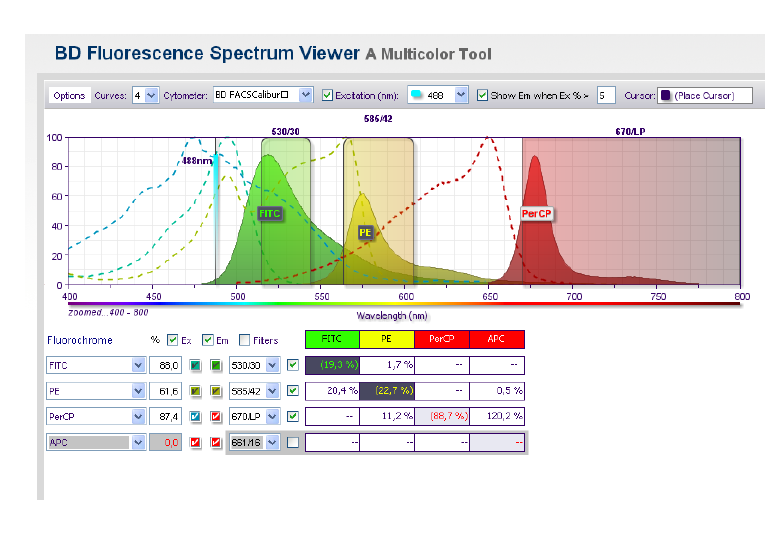 BD Fluorescence Spectrum Viewer A Multicolor Tool
Options Curves: 4 Cytometer: BD FACSCalibur□ Excitation (nm): 488 Show Em when Ex % > 5 Cursor: (Place Cursor)
585/42
530/30 670/LP
100
80
60
40
20
0
488nm
FITC
PE
PerCP
400 450 500 550 600 650 700 750 800
zoomed...400 - 800
Wavelength (nm)
Fluorochrome % Ex Em Filters FITC PE PerCP APC
FITC 88,0 530/30 (19,3 %) 1,7 % -- --
PE 61,6 585/42 20,4 % (22,7 %) -- 0,5 %
PerCP 87,4 670/LP -- 11,2 % (88,7 %) 120,2 %
APC 0,0 661/16 -- -- -- --